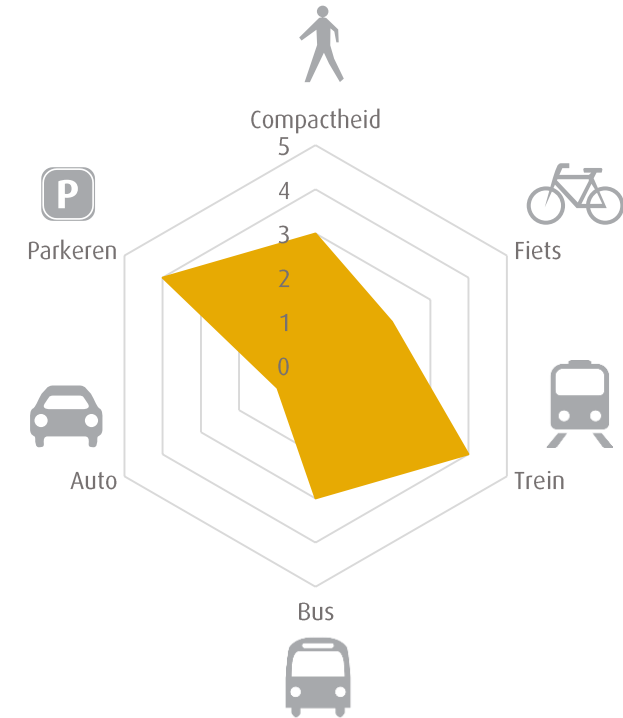 Compactheid
5
P
4
Parkeren
Fiets
3
2
1
0
Auto
Trein
Bus